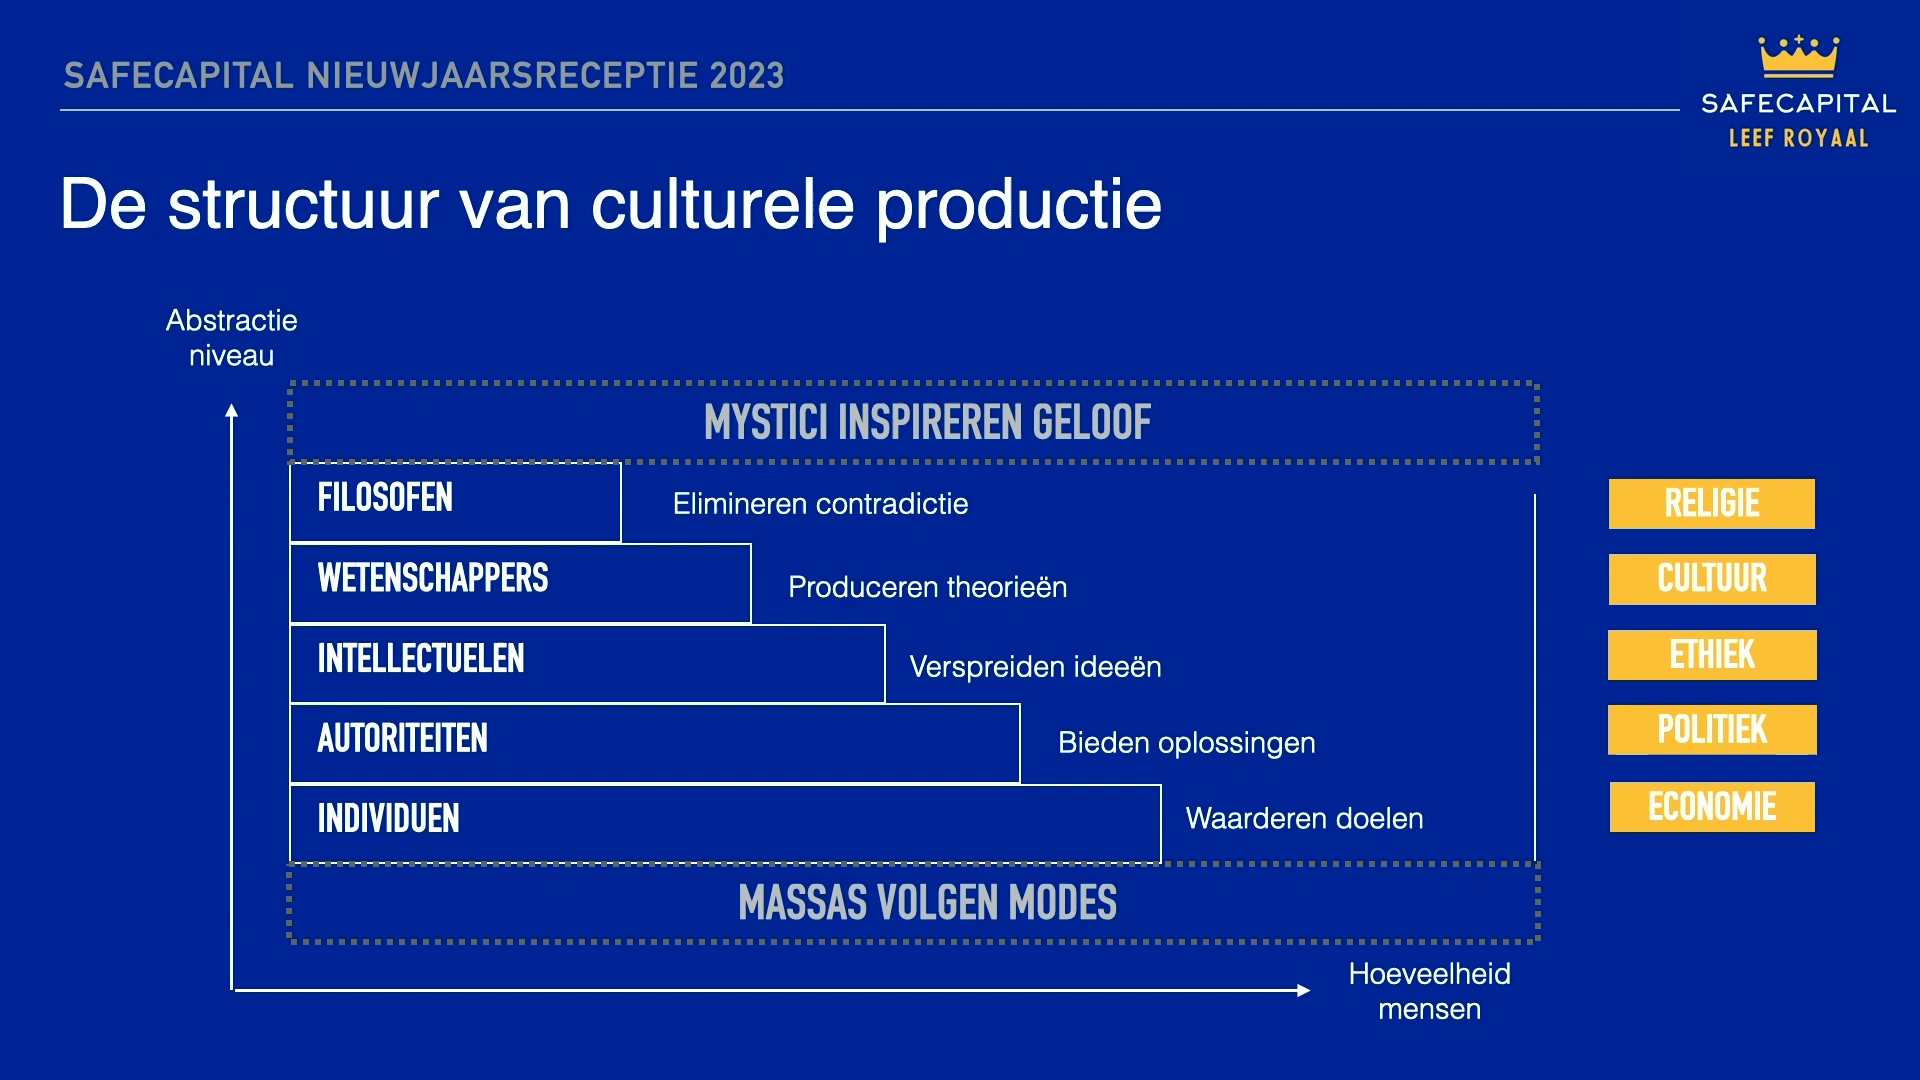 SAFECAPITAL NIEUWJAARSRECEPTIE 2023
SAFECAPITAL
LEEF ROYAAL
De structuur van culturele productie
Abstractie
niveau
MYSTICI INSPIREREN GELOOF
FILOSOFEN
Elimineren contradictie
RELIGIE
WETENSCHAPPERS
Produceren theorieën
CULTUUR
INTELLECTUELEN
Verspreiden ideeën
ETHIEK
AUTORITEITEN
Bieden oplossingen
POLITIEK
INDIVIDUEN
Waarderen doelen
ECONOMIE
MASSAS VOLGEN MODES
Hoeveelheid
mensen